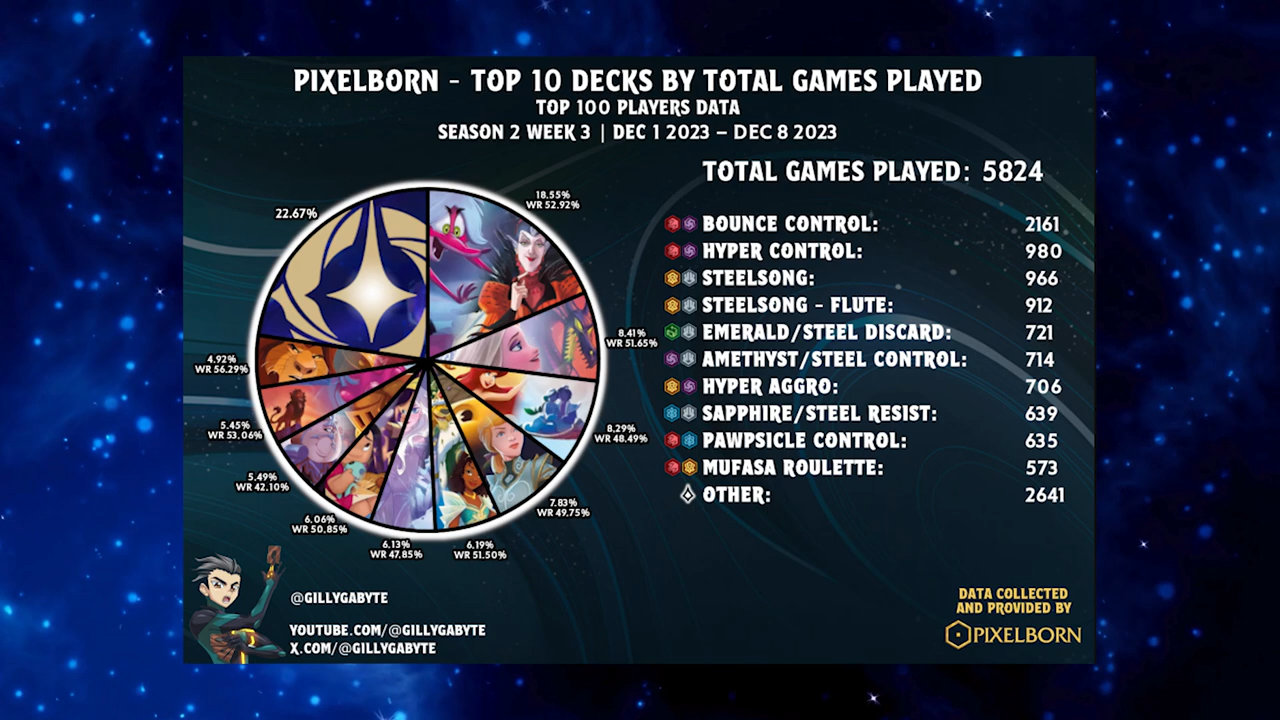 PIXELBORN - TOP 10 DECKS BY TOTAL GAMES PLAYED
TOP 100 PLAYERS DATA
SEASON 2 WEEK 3 | DEC 1 2023 – DEC 8 2023
TOTAL GAMES PLAYED: 5824
22.67%
18.55%
WR 52.92%
8.41%
WR 51.65%
8.29%
WR 48.49%
7.83%
WR 49.75%
6.19%
WR 51.50%
6.13%
WR 47.85%
6.06%
WR 50.85%
5.49%
WR 42.10%
5.45%
WR 53.06%
4.92%
WR 56.29%
BOUNCE CONTROL: 2161
HYPER CONTROL: 980
STEELSONG: 966
STEELSONG - FLUTE: 912
EMERALD/STEEL DISCARD: 721
AMETHYST/STEEL CONTROL: 714
HYPER AGGRO: 706
SAPPHIRE/STEEL RESIST: 639
PAWPSICLE CONTROL: 635
MUFASA ROULETTE: 573
OTHER: 2641
@GILLYGABYTE
YOUTUBE.COM/@GILLYGABYTE
X.COM/@GILLYGABYTE
DATA COLLECTED
AND PROVIDED BY
PIXELBORN